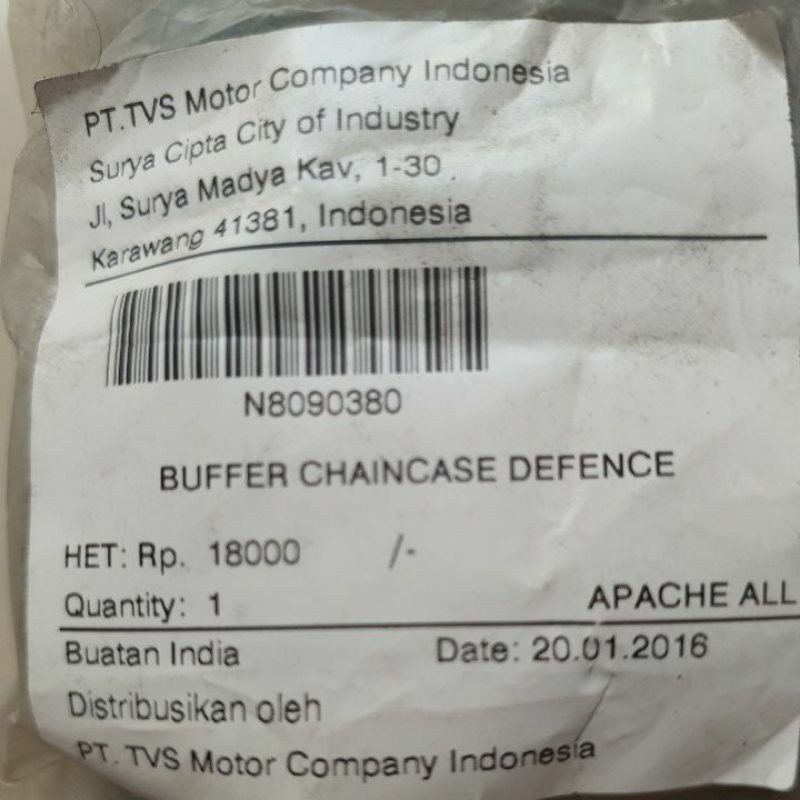 PT.TVS Motor Company Indonesia
Surya Cipta City of Industry
Jl, Surya Madya Kav, 1-30.
Karawang 41381, Indonesia
N8090380
BUFFER CHAINCASE DEFENCE
HET: Rp. 18000 /-
Quantity: 1 APACHE ALL
Buatan India Date: 20.01.2016
Distribusikan oleh
PT. TVS Motor Company Indonesia